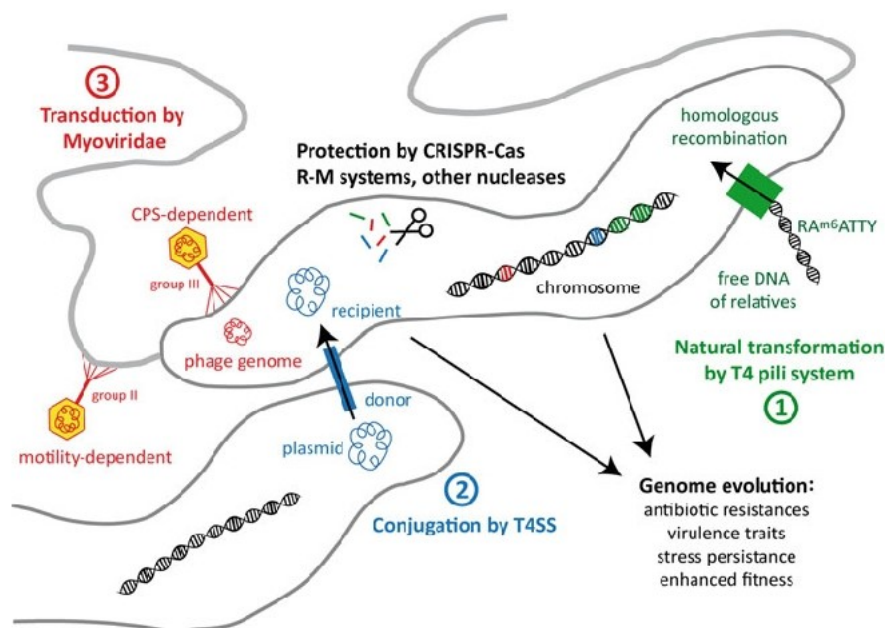 3
Transduction by
Myoviridae
CPS-dependent
group III
phage genome
group II
motility-dependent
Protection by CRISPR-Cas
R-M systems, other nucleases
recipient
donor
plasmid
2
Conjugation by T4SS
chromosome
homologous
recombination
RAᵐ⁶ATTY
free DNA
of relatives
Natural transformation
by T4 pili system
1
Genome evolution:
antibiotic resistances
virulence traits
stress persistance
enhanced fitness